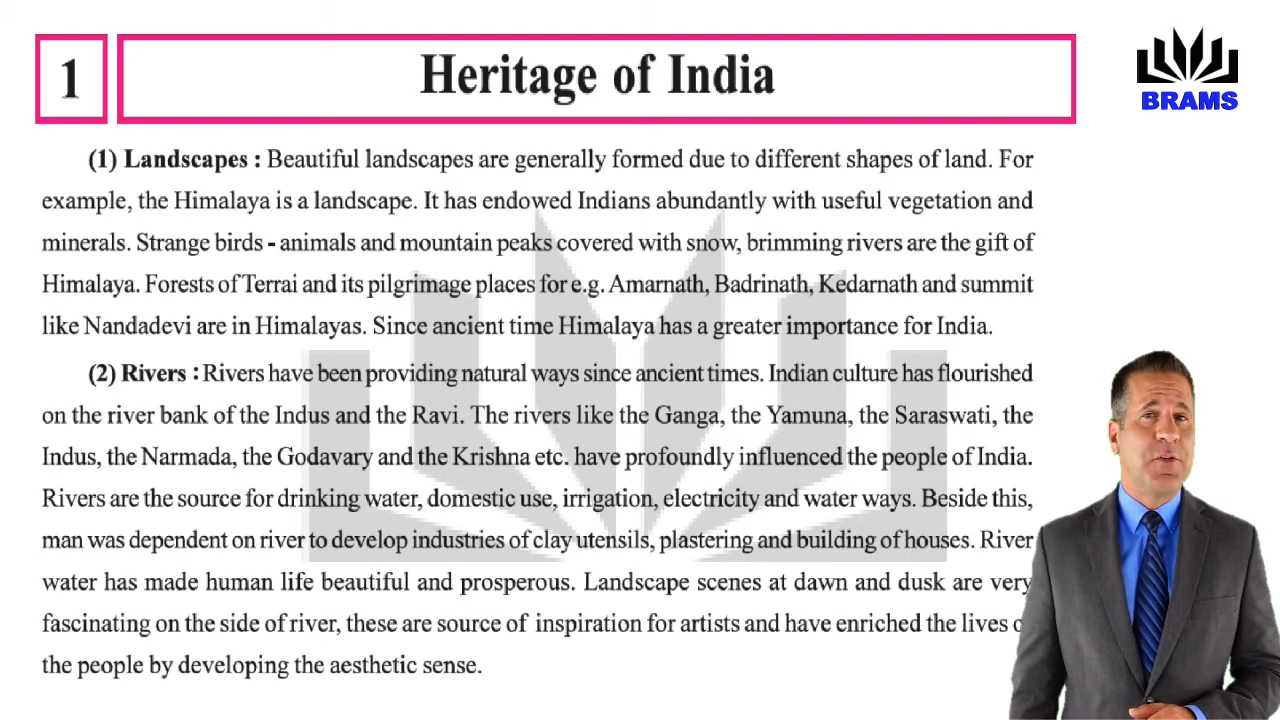 1
Heritage of India
BRAMS
(1) Landscapes : Beautiful landscapes are generally formed due to different shapes of land. For
example, the Himalaya is a landscape. It has endowed Indians abundantly with useful vegetation and
minerals. Strange birds - animals and mountain peaks covered with snow, brimming rivers are the gift of
Himalaya. Forests of Terrai and its pilgrimage places for e.g. Amarnath, Badrinath, Kedarnath and summit
like Nandadevi are in Himalayas. Since ancient time Himalaya has a greater importance for India.
(2) Rivers : Rivers have been providing natural ways since ancient times. Indian culture has flourished
on the river bank of the Indus and the Ravi. The rivers like the Ganga, the Yamuna, the Saraswati, the
Indus, the Narmada, the Godavary and the Krishna etc. have profoundly influenced the people of India.
Rivers are the source for drinking water, domestic use, irrigation, electricity and water ways. Beside this,
man was dependent on river to develop industries of clay utensils, plastering and building of houses. River
water has made human life beautiful and prosperous. Landscape scenes at dawn and dusk are very
fascinating on the side of river, these are source of inspiration for artists and have enriched the lives
the people by developing the aesthetic sense.